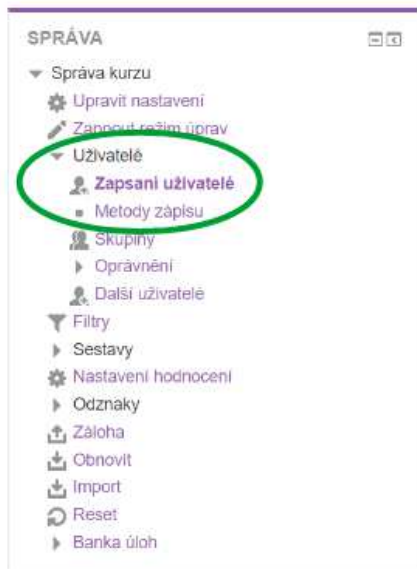 SPRÁVA
Správa kurzu
Upravit nastavení
Zapnout režim úprav
Uživatelé
Zapsaní uživatelé
Metody zápisu
Skupiny
Oprávnění
Další uživatelé
Filtry
Sestavy
Nastavení hodnocení
Odznaky
Záloha
Obnovit
Import
Reset
Banka úloh